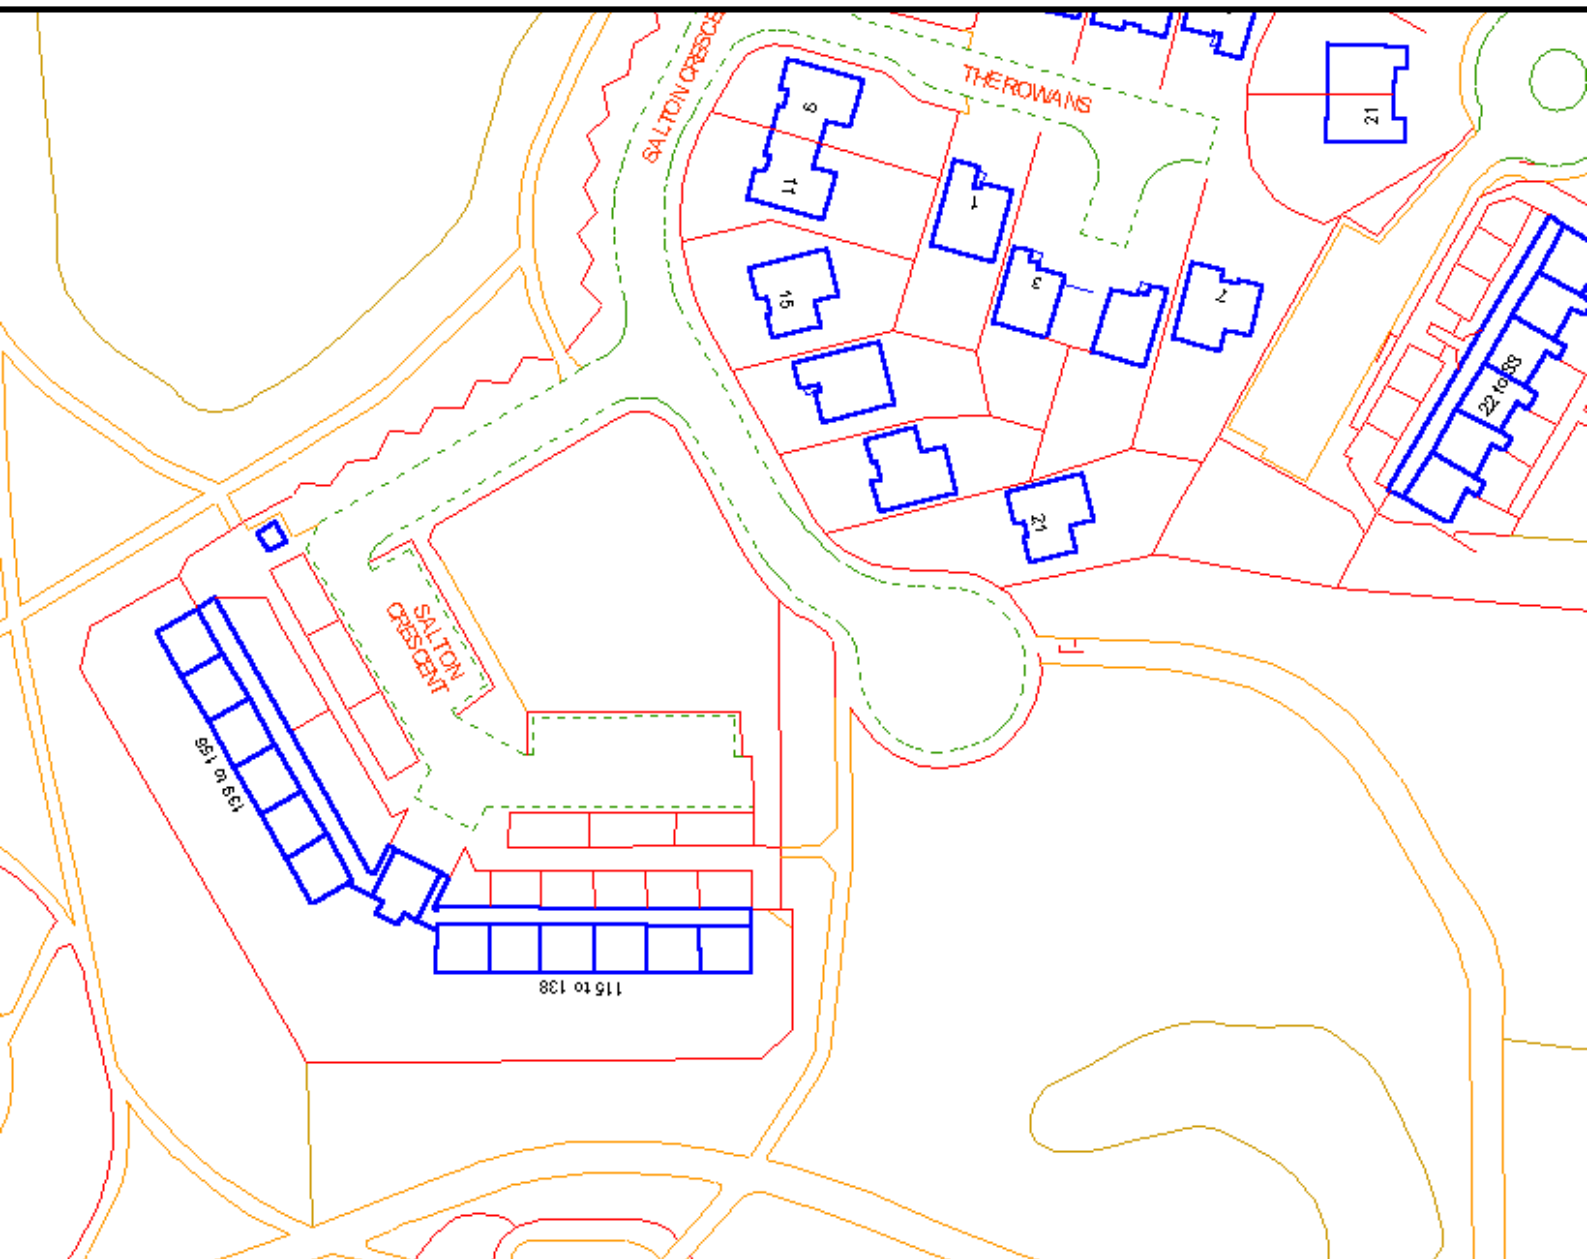 SALTON CRESCE
THE ROWANS
9
11
1
21
15
3
7
22 to 33
21
SALTON
CRESCENT
139 to 156
115 to 138